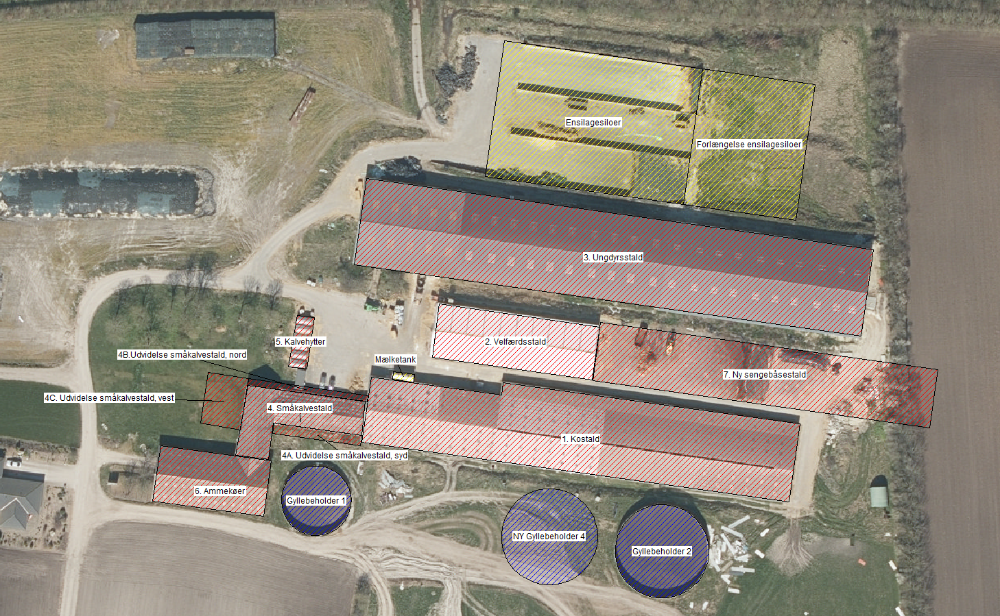 Ensilagesiloer
Forlængelse ensilagesiloer
3. Ungdyrsstald
5. Kalvehytter
2. Velfærdsstald
4B.Udvidelse småkalvestald, nord
Mælketank
7. Ny sengebåsestald
4C. Udvidelse småkalvestald, vest
4. Småkalvestald
1. Kostald
4A. Udvidelse småkalvestald, syd
6. Ammekøer
Gyllebeholder 1
NY Gyllebeholder 4
Gyllebeholder 2